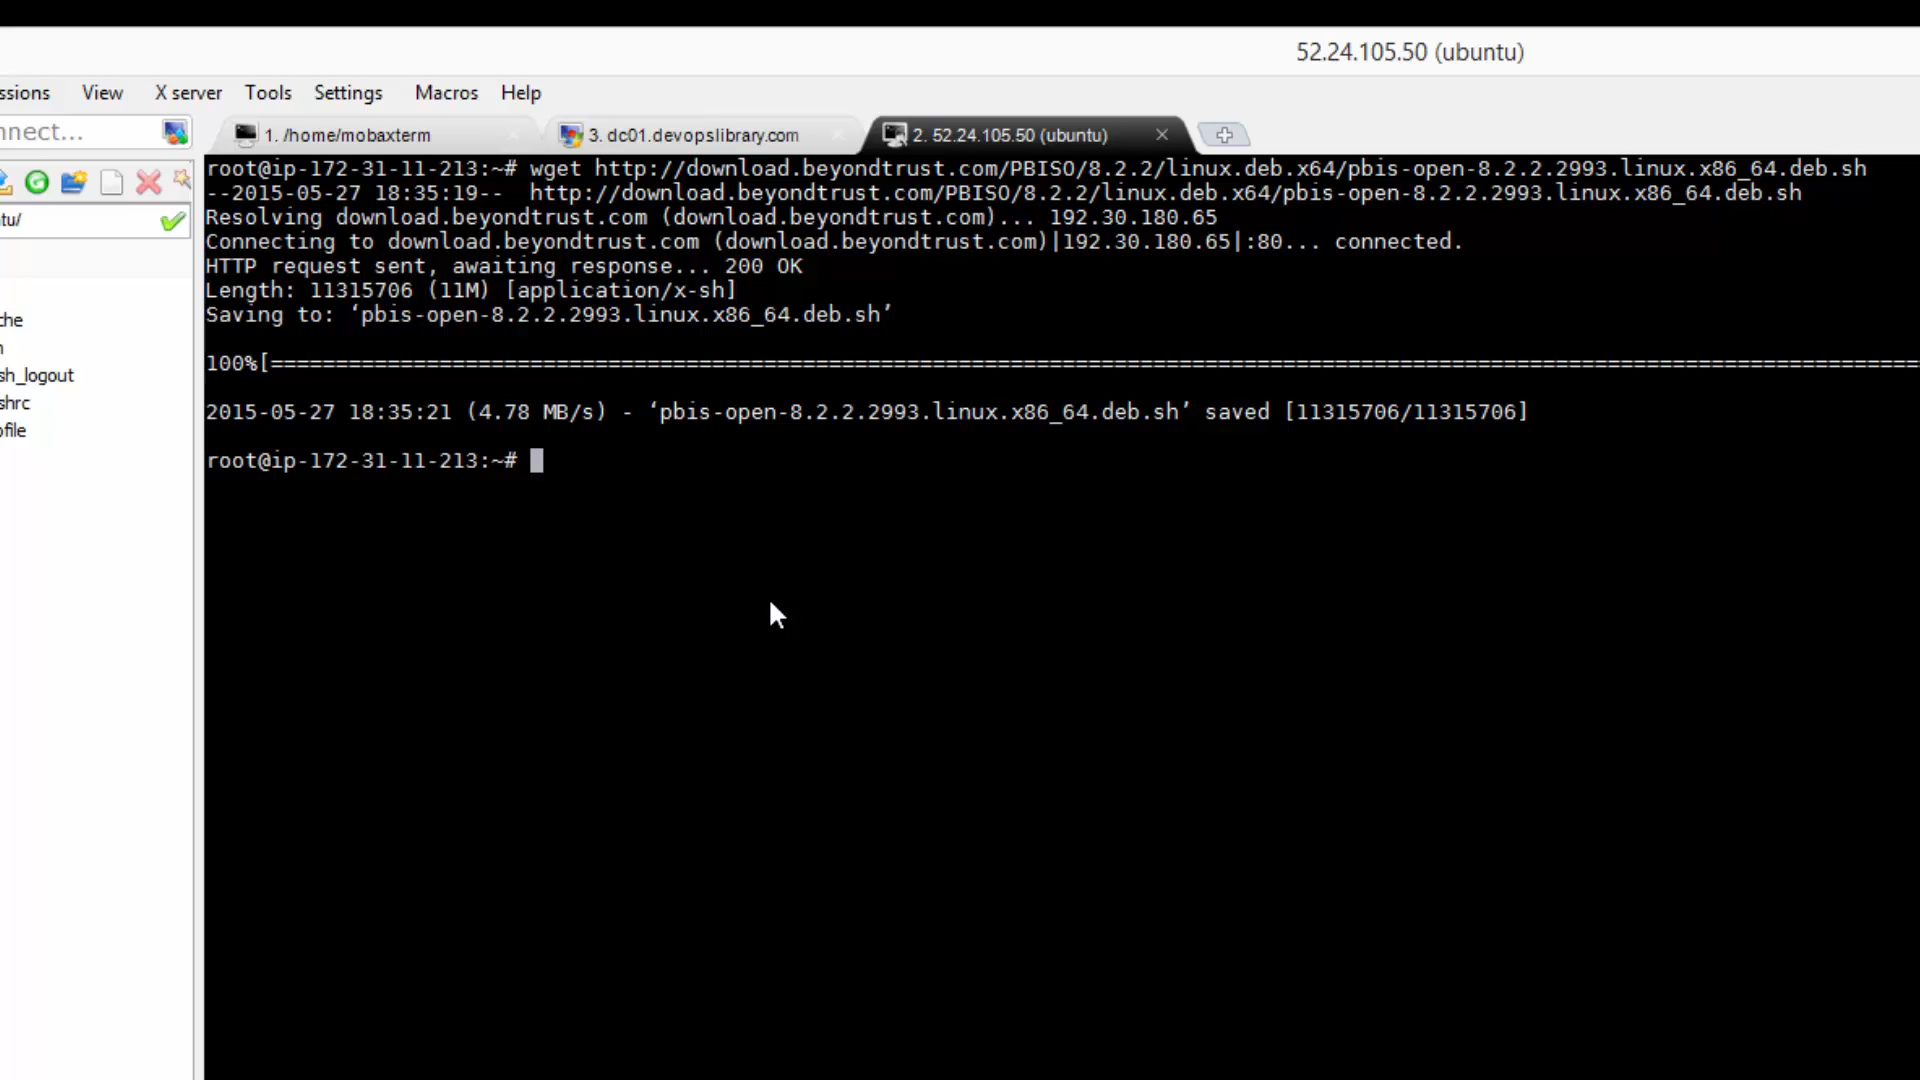 52.24.105.50 (ubuntu)
ssions View X server Tools Settings Macros Help
nnect... 1. /home/mobaxterm 3. dc01.devopslibrary.com 2. 52.24.105.50 (ubuntu)
root@ip-172-31-11-213:~# wget http://download.beyondtrust.com/PBISO/8.2.2/linux.deb.x64/pbis-open-8.2.2.2993.linux.x86_64.deb.sh
--2015-05-27 18:35:19--  http://download.beyondtrust.com/PBISO/8.2.2/linux.deb.x64/pbis-open-8.2.2.2993.linux.x86_64.deb.sh
Resolving download.beyondtrust.com (download.beyondtrust.com)... 192.30.180.65
Connecting to download.beyondtrust.com (download.beyondtrust.com)|192.30.180.65|:80... connected.
HTTP request sent, awaiting response... 200 OK
Length: 11315706 (11M) [application/x-sh]
Saving to: ‘pbis-open-8.2.2.2993.linux.x86_64.deb.sh’
100%[==============================================================================================================================
2015-05-27 18:35:21 (4.78 MB/s) - ‘pbis-open-8.2.2.2993.linux.x86_64.deb.sh’ saved [11315706/11315706]
root@ip-172-31-11-213:~#
tu/
che
n
sh_logout
shrc
ofile